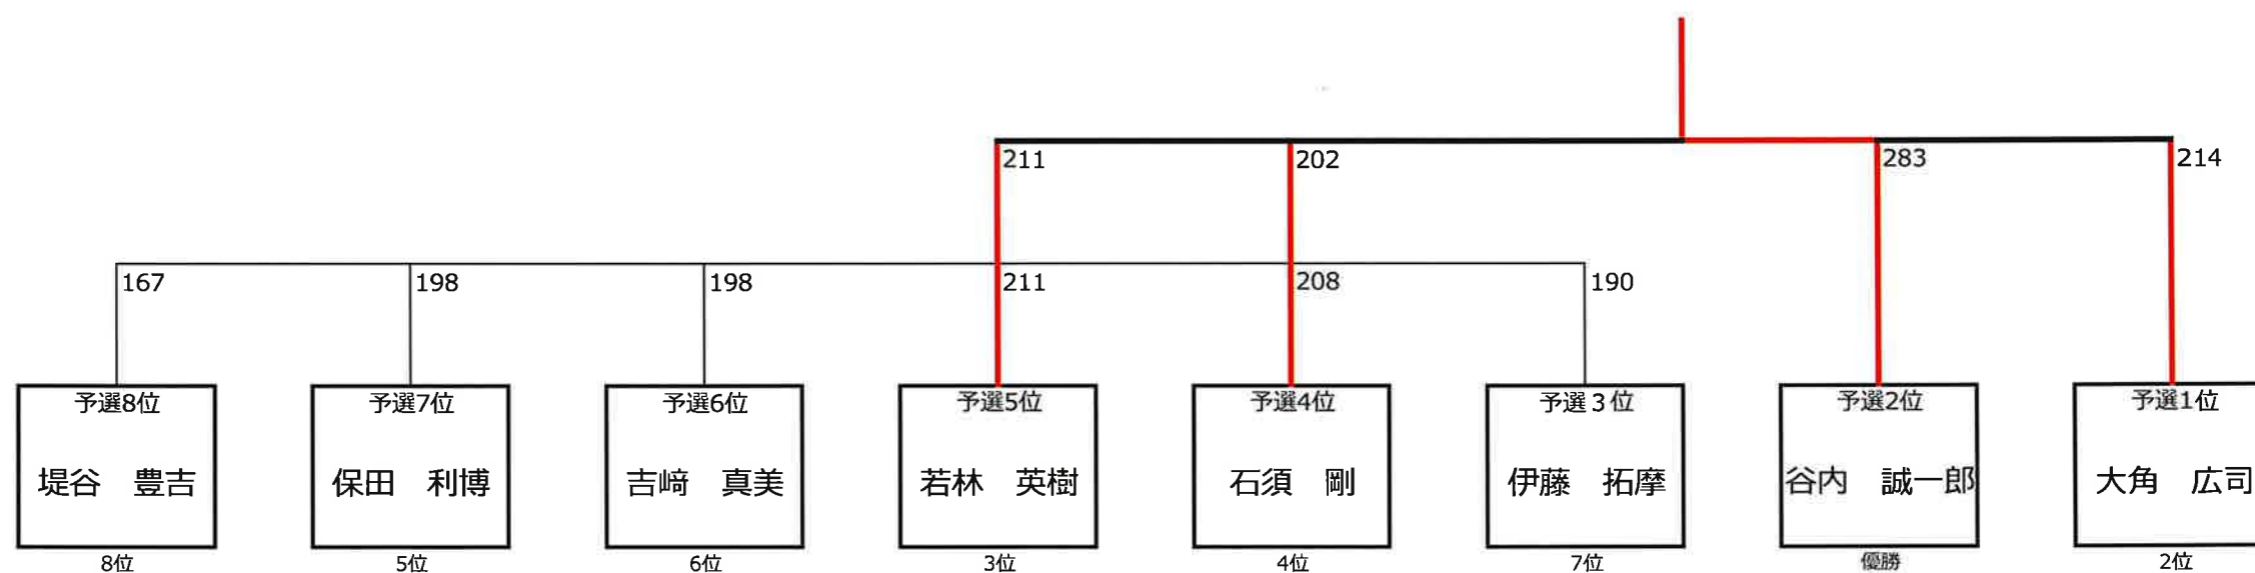 211 202 283 214
167 198 198 211 208 190
予選8位 予選7位 予選6位 予選5位 予選4位 予選３位 予選2位 予選1位
堤谷　豊吉 保田　利博 吉﨑　真美 若林　英樹 石須　剛 伊藤　拓摩 谷内　誠一郎 大角　広司
8位 5位 6位 3位 4位 7位 優勝 2位